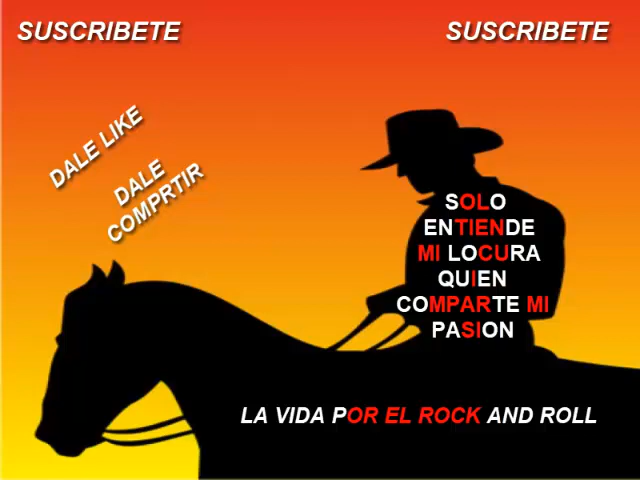 SUSCRIBETE
SUSCRIBETE
DALE LIKE
DALE
COMPRTIR
SOLO
ENTIENDE
MI LOCURA
QUIEN
COMPARTE MI
PASION
LA VIDA POR EL ROCK AND ROLL